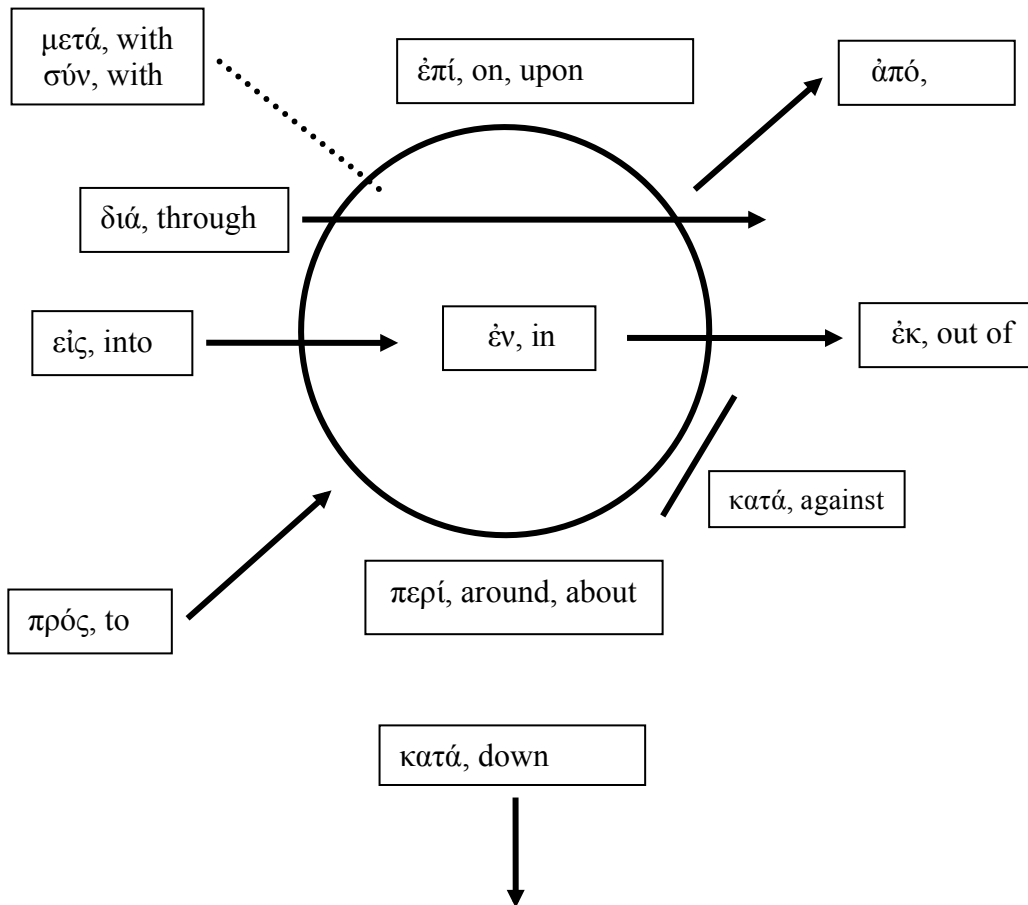 μετά, with
σύν, with
ἐπί, on, upon
ἀπό,
διά, through
εἰς, into
ἐν, in
ἐκ, out of
κατά, against
περί, around, about
πρός, to
κατά, down